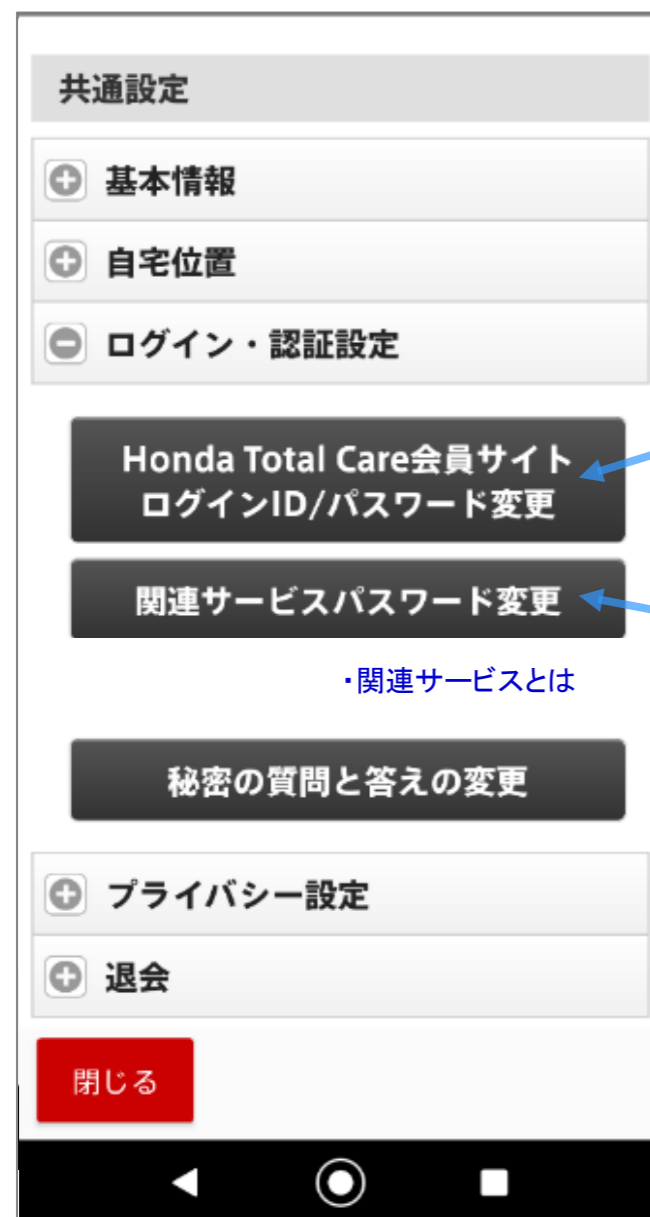 共通設定
基本情報
自宅位置
ログイン・認証設定
Honda Total Care会員サイト
ログインID/パスワード変更
関連サービスパスワード変更
・関連サービスとは
秘密の質問と答えの変更
プライバシー設定
退会
閉じる